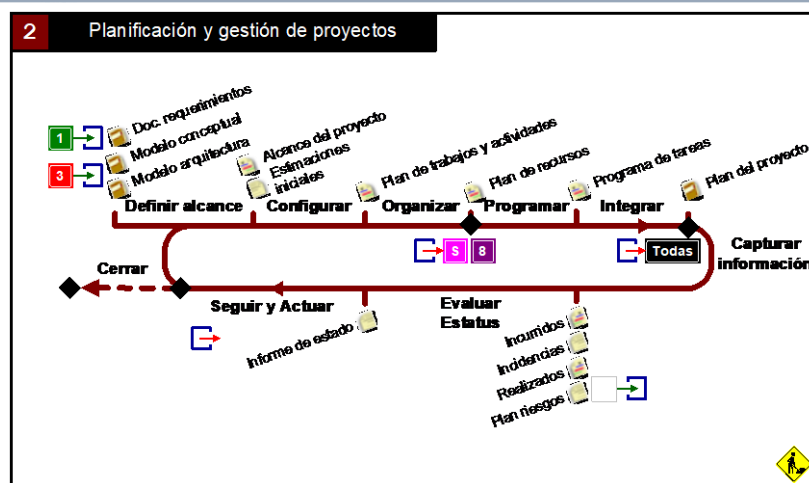 2 Planificación y gestión de proyectos
1
3
Doc. requerimientos
Modelo conceptual
Modelo arquitectura
Alcance del proyecto
Estimaciones
iniciales
Plan de trabajos y actividades
Plan de recursos
Programa de tareas
Plan del proyecto
Definir alcance Configurar Organizar Programar Integrar
S 8 Todas
Capturar
información
Cerrar
Seguir y Actuar
Evaluar
Estatus
Informe de estado
Incurridos
Incidencias
Realizados
Plan riesgos